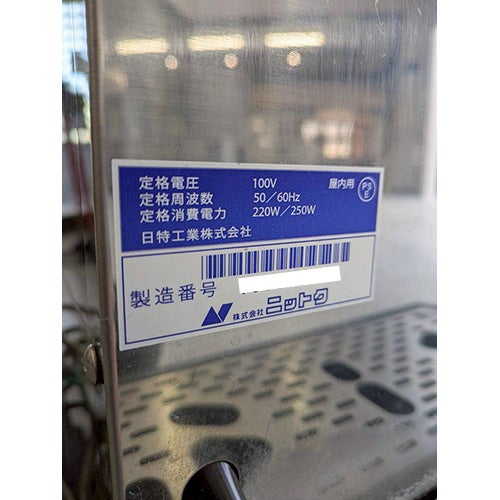 定格電圧 100V 屋内用 PSE
定格周波数 50／60Hz
定格消費電力 220W／250W
日特工業株式会社
製造番号
株式会社ニットク